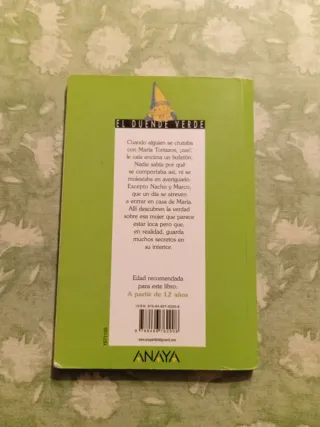 EL DUENDE VERDE
Cuando alguien se cruzaba
con María Tomasva, ¡zas!,
le caía encima un bofetón.
Nadie sabía por qué
se comportaba así, ni se
molestaba en averiguarlo.
Excepto Nacho y Marco,
que un día se atreven
a entrar en casa de María.
Allí descubren la verdad
sobre esa mujer que parece
estar loca pero que,
en realidad, guarda
muchos secretos en
su interior.
Edad recomendada
para este libro:
A partir de 12 años
ANAYA